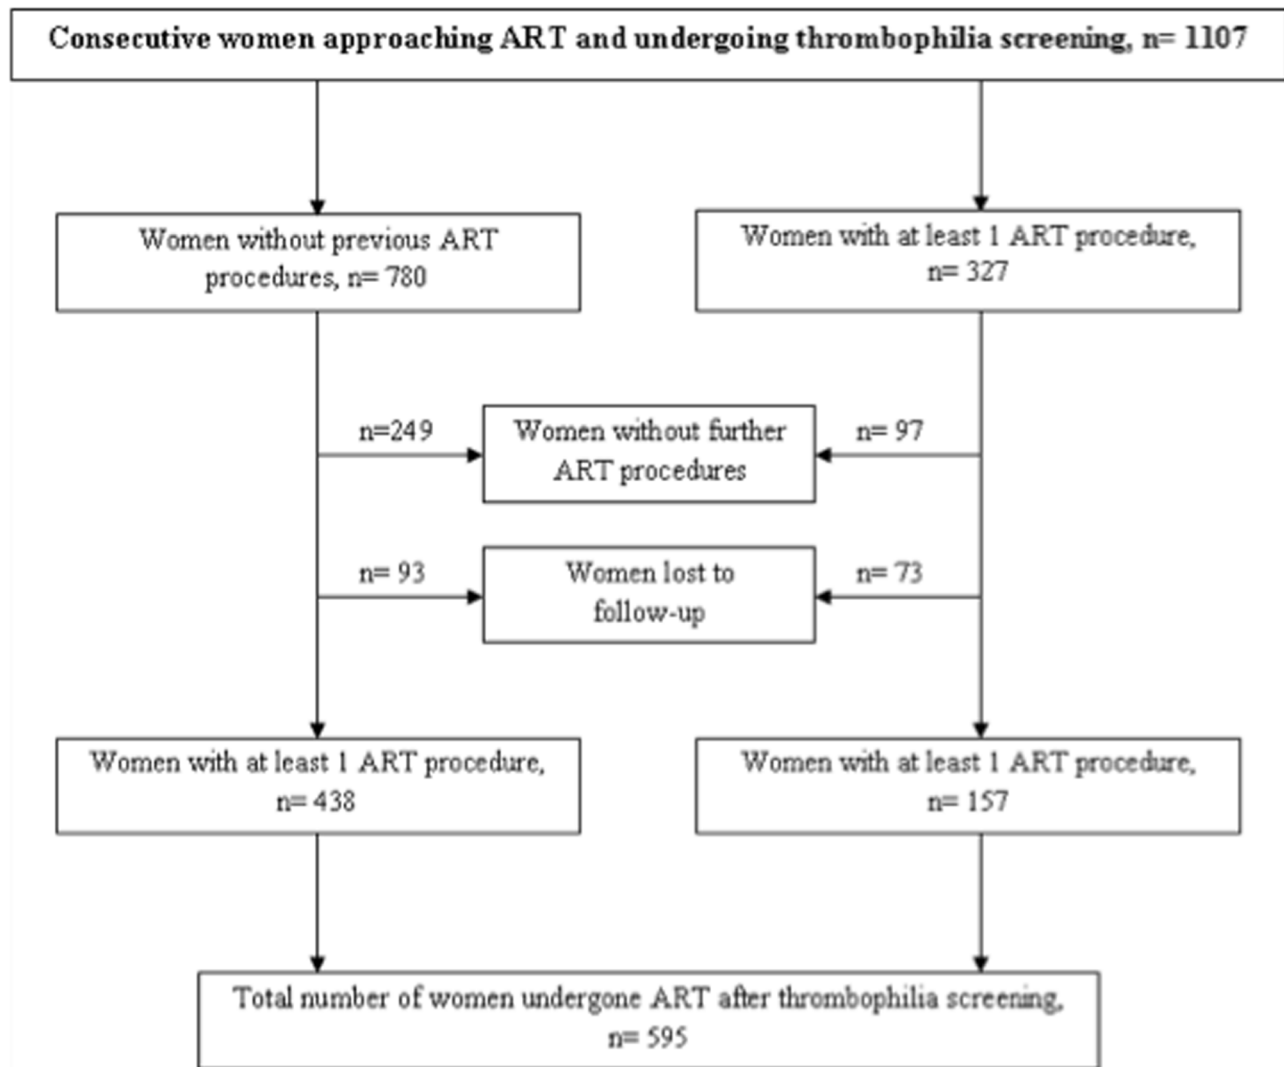 Consecutive women approaching ART and undergoing thrombophilia screening, n= 1107
Women without previous ART
procedures, n= 780
Women with at least 1 ART procedure,
n= 327
n=249
Women without further
ART procedures
n= 97
n= 93
Women lost to
follow-up
n= 73
Women with at least 1 ART procedure,
n= 438
Women with at least 1 ART procedure,
n= 157
Total number of women undergone ART after thrombophilia screening,
n= 595